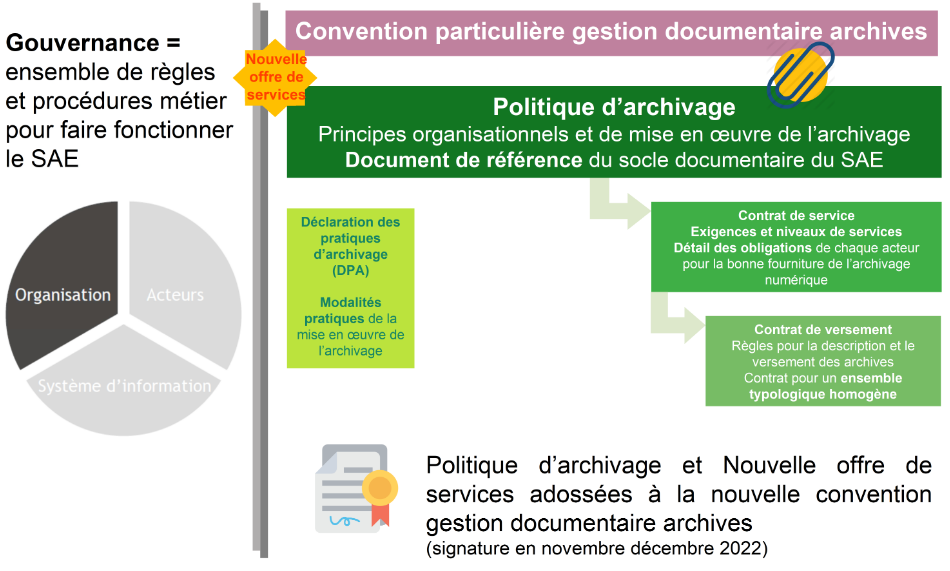 Gouvernance =
ensemble de règles
et procédures métier
pour faire fonctionner
le SAE
Organisation
Acteurs
Système d'information
Convention particulière gestion documentaire archives
Nouvelle
offre de
services
Politique d'archivage
Principes organisationnels et de mise en œuvre de l'archivage
Document de référence du socle documentaire du SAE
Déclaration des
pratiques
d'archivage
(DPA)
Modalités
pratiques de la
mise en œuvre de
l'archivage
Contrat de service
Exigences et niveaux de services
Détail des obligations de chaque acteur
pour la bonne fourniture de l'archivage
numérique
Contrat de versement
Règles pour la description et le
versement des archives
Contrat pour un ensemble
typologique homogène
Politique d'archivage et Nouvelle offre de
services adossées à la nouvelle convention
gestion documentaire archives
(signature en novembre décembre 2022)